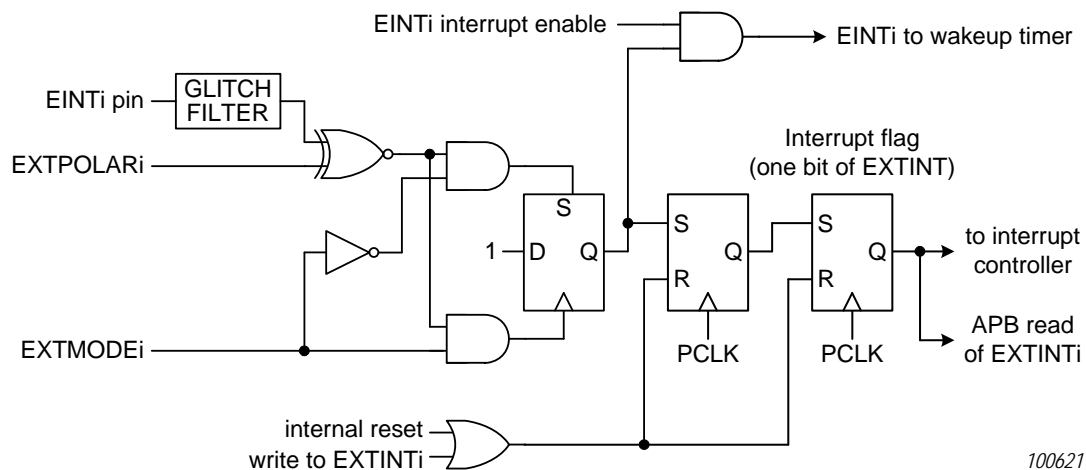 EINTi interrupt enable
EINTi to wakeup timer
GLITCH
FILTER
EINTi pin
EXTPOLARi
Interrupt flag
(one bit of EXTINT)
S
1
D
Q
S
R
Q
S
R
Q
to interrupt
controller
EXTMODEi
PCLK
PCLK
APB read
of EXTINTi
internal reset
write to EXTINTi
100621